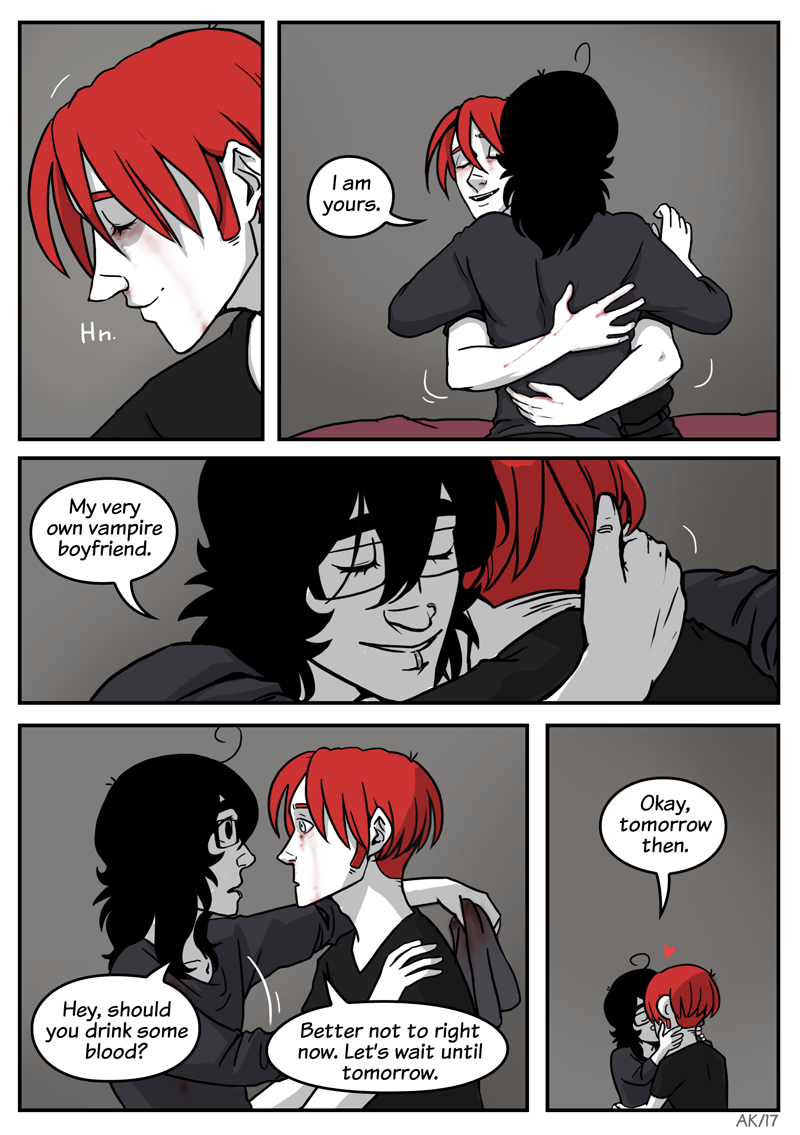 Hn.
I am
yours.
My very
own vampire
boyfriend.
Hey, should
you drink some
blood?
Better not to right
now. Let's wait until
tomorrow.
Okay,
tomorrow
then.
AK/17